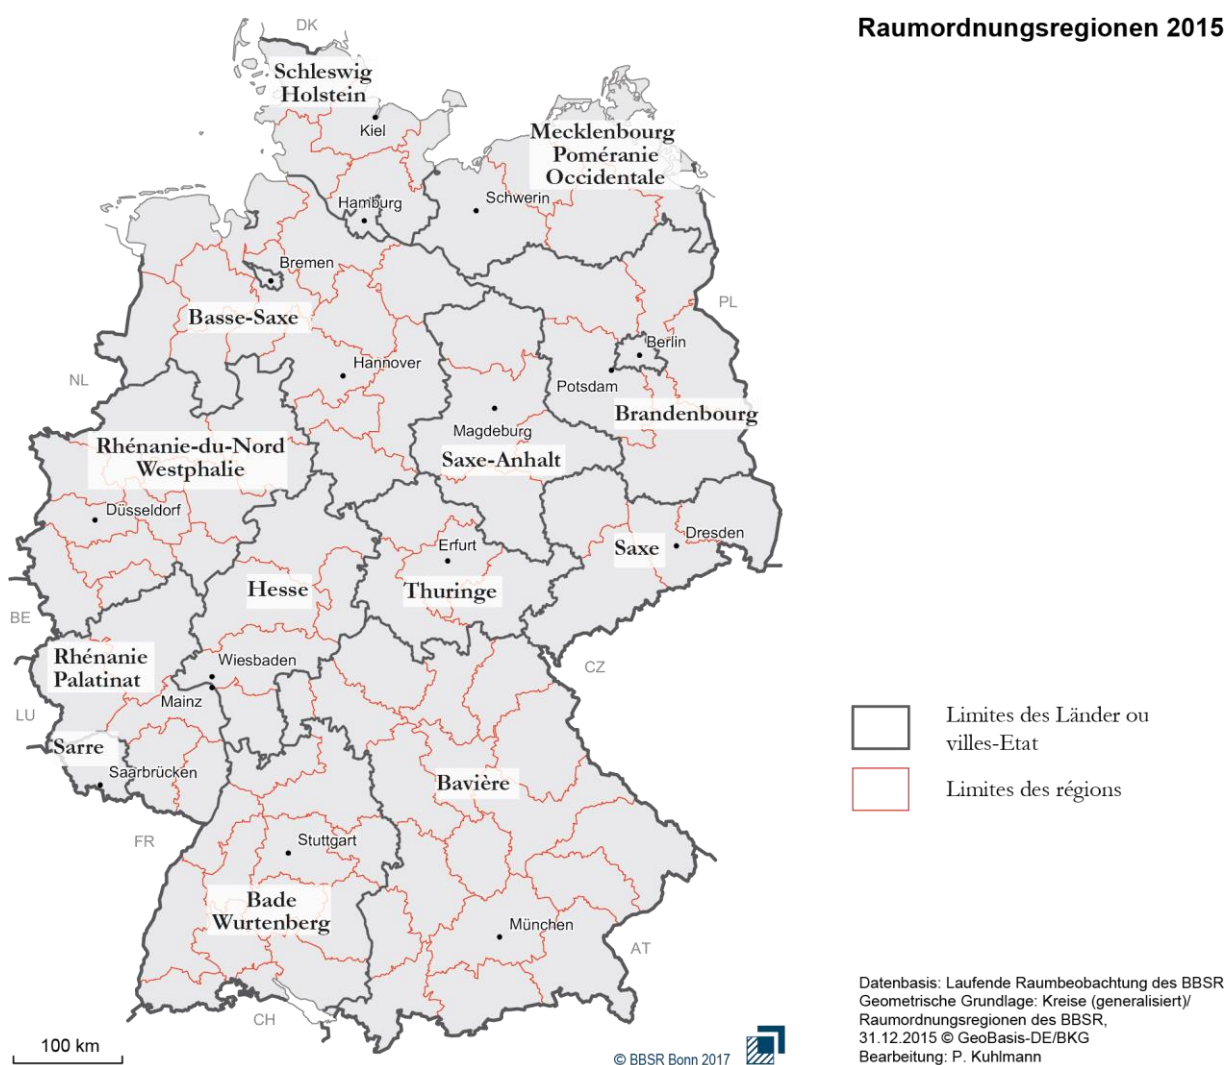 Raumordnungsregionen 2015
DK
Schleswig
Holstein
Kiel
Mecklenbourg
Poméranie
Occidentale
Hamburg
Schwerin
Bremen
PL
Basse-Saxe
Berlin
Hannover
Potsdam
NL
Brandenbourg
Magdeburg
Rhénanie-du-Nord
Westphalie
Saxe-Anhalt
Düsseldorf
Dresden
Erfurt
Saxe
Hesse
Thuringe
BE
Rhénanie
Palatinat
Wiesbaden
CZ
Mainz
LU
Sarre
Saarbrücken
Bavière
FR
Stuttgart
Bade
Wurtenberg
München
AT
CH
Limites des Länder ou
villes-Etat
Limites des régions
100 km
© BBSR Bonn 2017
Datenbasis: Laufende Raumbeobachtung des BBSR
Geometrische Grundlage: Kreise (generalisiert)/
Raumordnungsregionen des BBSR,
31.12.2015 © GeoBasis-DE/BKG
Bearbeitung: P. Kuhlmann